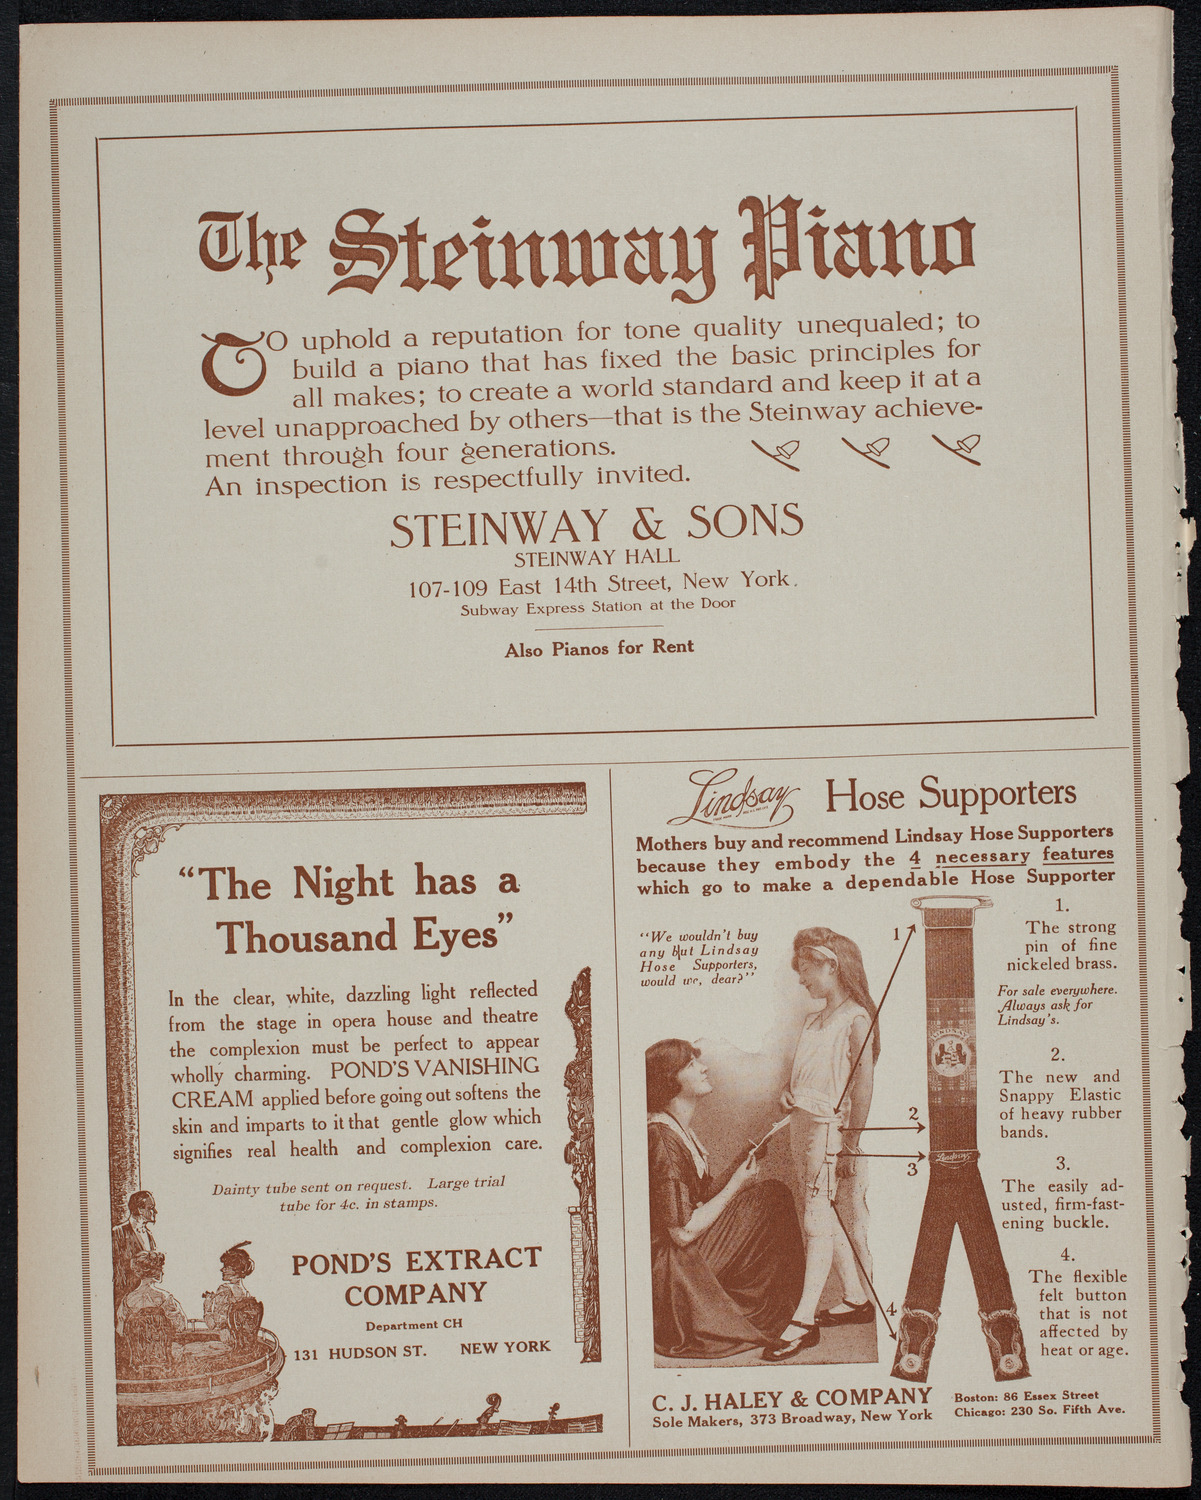 The Steinway Piano
TO uphold a reputation for tone quality unequaled; to
build a piano that has fixed the basic principles for
all makes; to create a world standard and keep it at a
level unapproached by others—that is the Steinway achieve-
ment through four generations.
An inspection is respectfully invited.
STEINWAY & SONS
STEINWAY HALL
107-109 East 14th Street, New York.
Subway Express Station at the Door
Also Pianos for Rent
"The Night has a
Thousand Eyes"
In the clear, white, dazzling light reflected
from the stage in opera house and theatre
the complexion must be perfect to appear
wholly charming. POND'S VANISHING
CREAM applied before going out softens the
skin and imparts to it that gentle glow which
signifies real health and complexion care.
Dainty tube sent on request. Large trial
tube for 4c. in stamps.
POND'S EXTRACT
COMPANY
Department CH
131 HUDSON ST. NEW YORK
Lindsay Hose Supporters
Mothers buy and recommend Lindsay Hose Supporters
because they embody the 4 necessary features
which go to make a dependable Hose Supporter
"We wouldn't buy
any but Lindsay
Hose Supporters,
would we, dear?"
1
2
3
4
LINDSAY
Lindsay
1.
The strong
pin of fine
nickeled brass.
For sale everywhere.
Always ask for
Lindsay's.
2.
The new and
Snappy Elastic
of heavy rubber
bands.
3.
The easily ad-
usted, firm-fast-
ening buckle.
4.
The flexible
felt button
that is not
affected by
heat or age.
C. J. HALEY & COMPANY
Sole Makers, 373 Broadway, New York
Boston: 86 Essex Street
Chicago: 230 So. Fifth Ave.